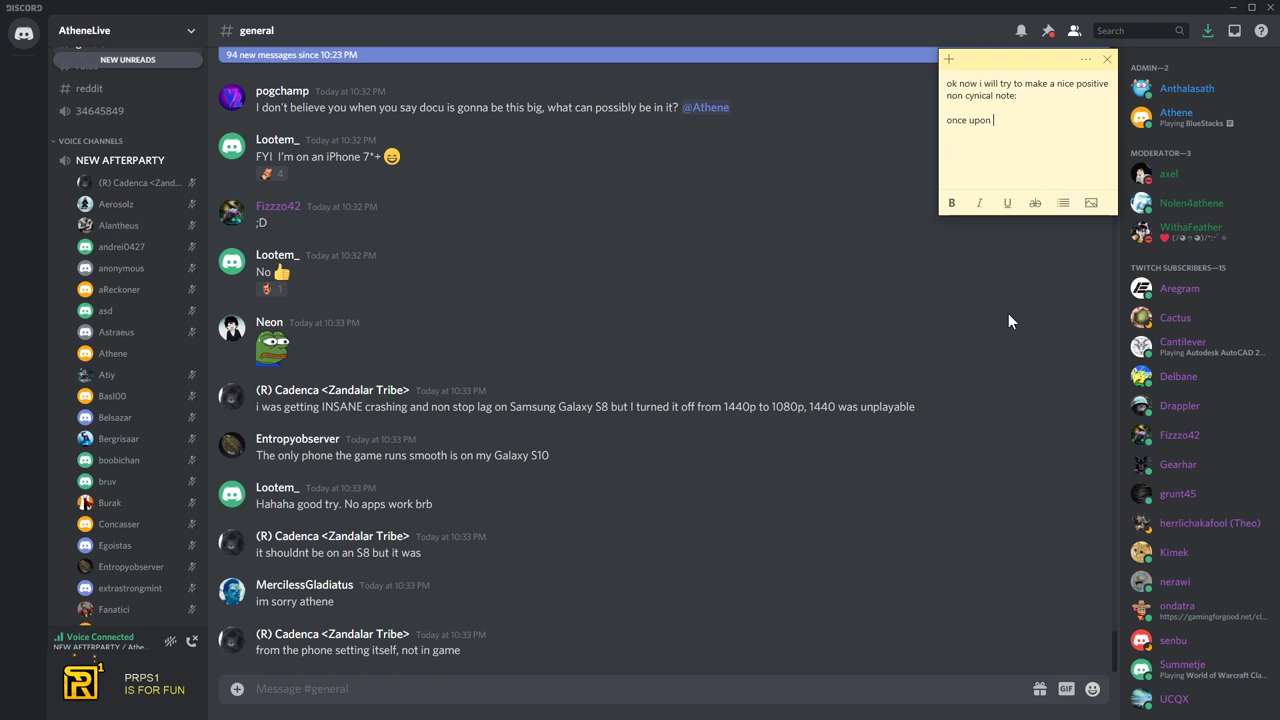 DISCORD
AtheneLive
# general
Search
NEW UNREADS
reddit
34645849
VOICE CHANNELS
NEW AFTERPARTY
(R) Cadenca <Zand...
Aerosolz
Alantheus
andrei0427
anonymous
aReckoner
asd
Astraeus
Athene
Atiy
Basl00
Belsazar
Bergrisaar
boobichan
bruv
Burak
Concasser
Egoistas
Entropyobserver
extrastrongmint
Fanatici
Voice Connected
NEW AFTERPARTY / Athe...
PRPS1
IS FOR FUN
94 new messages since 10:23 PM
pogchamp Today at 10:32 PM
I don't believe you when you say docu is gonna be this big, what can possibly be in it? @Athene
Lootem_ Today at 10:32 PM
FYI I'm on an iPhone 7*+ 😄
4
Fizzzo42 Today at 10:32 PM
;D
Lootem_ Today at 10:32 PM
No 👍
1
Neon Today at 10:33 PM
(R) Cadenca <Zandalar Tribe> Today at 10:33 PM
i was getting INSANE crashing and non stop lag on Samsung Galaxy S8 but I turned it off from 1440p to 1080p, 1440 was unplayable
Entropyobserver Today at 10:33 PM
The only phone the game runs smooth is on my Galaxy S10
Lootem_ Today at 10:33 PM
Hahaha good try. No apps work brb
(R) Cadenca <Zandalar Tribe> Today at 10:33 PM
it shouldnt be on an S8 but it was
MercilessGladiatus Today at 10:33 PM
im sorry athene
(R) Cadenca <Zandalar Tribe> Today at 10:33 PM
from the phone setting itself, not in game
Message #general
GIF
ok now i will try to make a nice positive
non cynical note:
once upon
B I U ab
ADMIN—2
Anthalasath
Athene
Playing BlueStacks
MODERATOR—3
axel
Nolen4athene
WithaFeather
TWITCH SUBSCRIBERS—15
Aregram
Cactus
Cantilever
Playing Autodesk AutoCAD 2...
Delbane
Drappler
Fizzzo42
Gearhar
grunt45
herrlichakafool (Theo)
Kimek
nerawi
ondatra
https://gamingforgood.net/cl...
senbu
Summetje
Playing World of Warcraft Cla...
UCQX